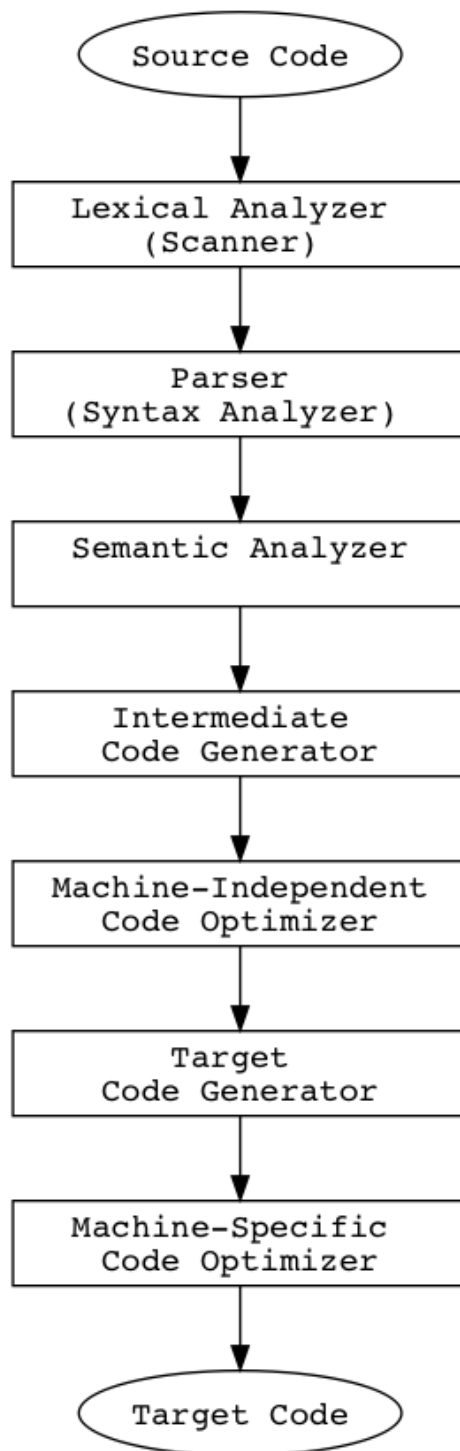 Source Code
Lexical Analyzer
(Scanner)
Parser
(Syntax Analyzer)
Semantic Analyzer
Intermediate
Code Generator
Machine-Independent
Code Optimizer
Target
Code Generator
Machine-Specific
Code Optimizer
Target Code